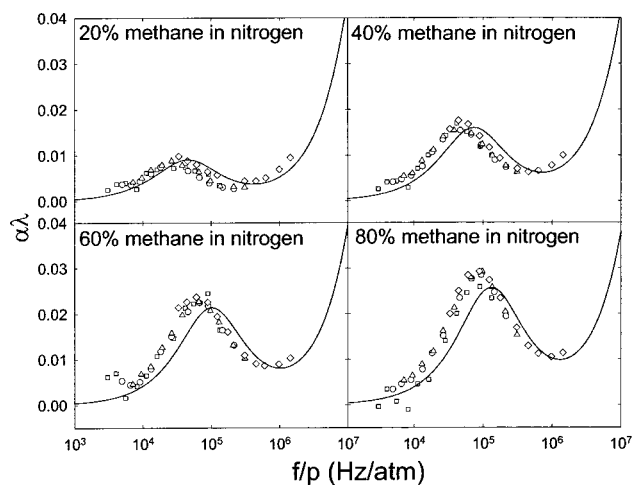 20% methane in nitrogen
40% methane in nitrogen
0.04
0.03
0.02
0.01
0.00
αλ
60% methane in nitrogen
80% methane in nitrogen
0.04
0.03
0.02
0.01
0.00
10³ 10⁴ 10⁵ 10⁶ 10⁷ 10⁴ 10⁵ 10⁶ 10⁷
f/p (Hz/atm)